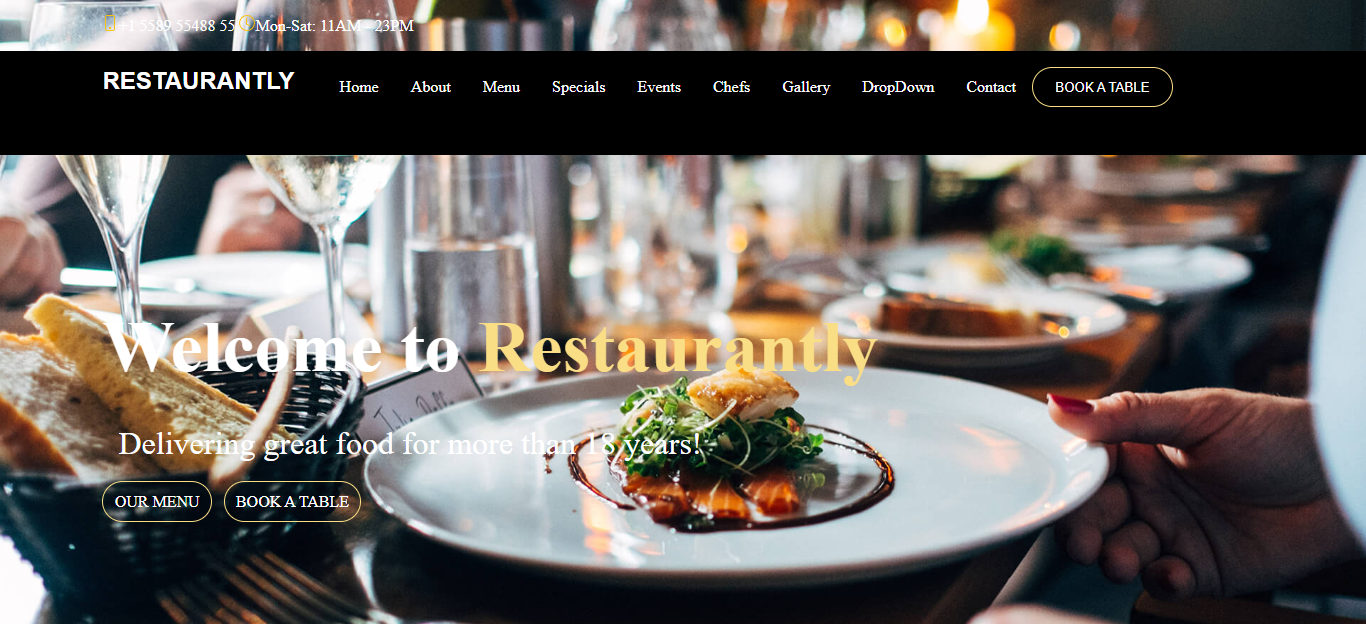 +1 5589 55488 55 Mon-Sat: 11AM - 23PM
RESTAURANTLY Home About Menu Specials Events Chefs Gallery DropDown Contact BOOK A TABLE
Welcome to Restaurantly
Delivering great food for more than 18 years!
OUR MENU BOOK A TABLE